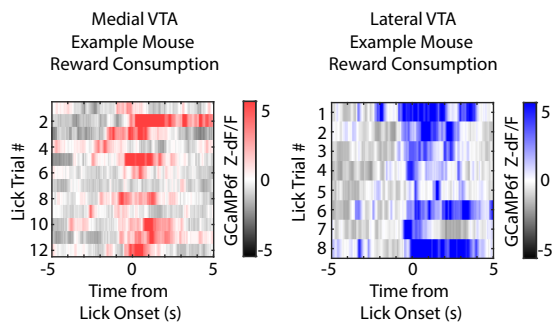 Medial VTA
Example Mouse
Reward Consumption
Lick Trial #
2
4
6
8
10
12
-5
0
5
Time from
Lick Onset (s)
GCaMP6f Z-dF/F
5
0
-5
Lateral VTA
Example Mouse
Reward Consumption
Lick Trial #
1
2
3
4
5
6
7
8
-5
0
5
Time from
Lick Onset (s)
GCaMP6f Z-dF/F
5
0
-5